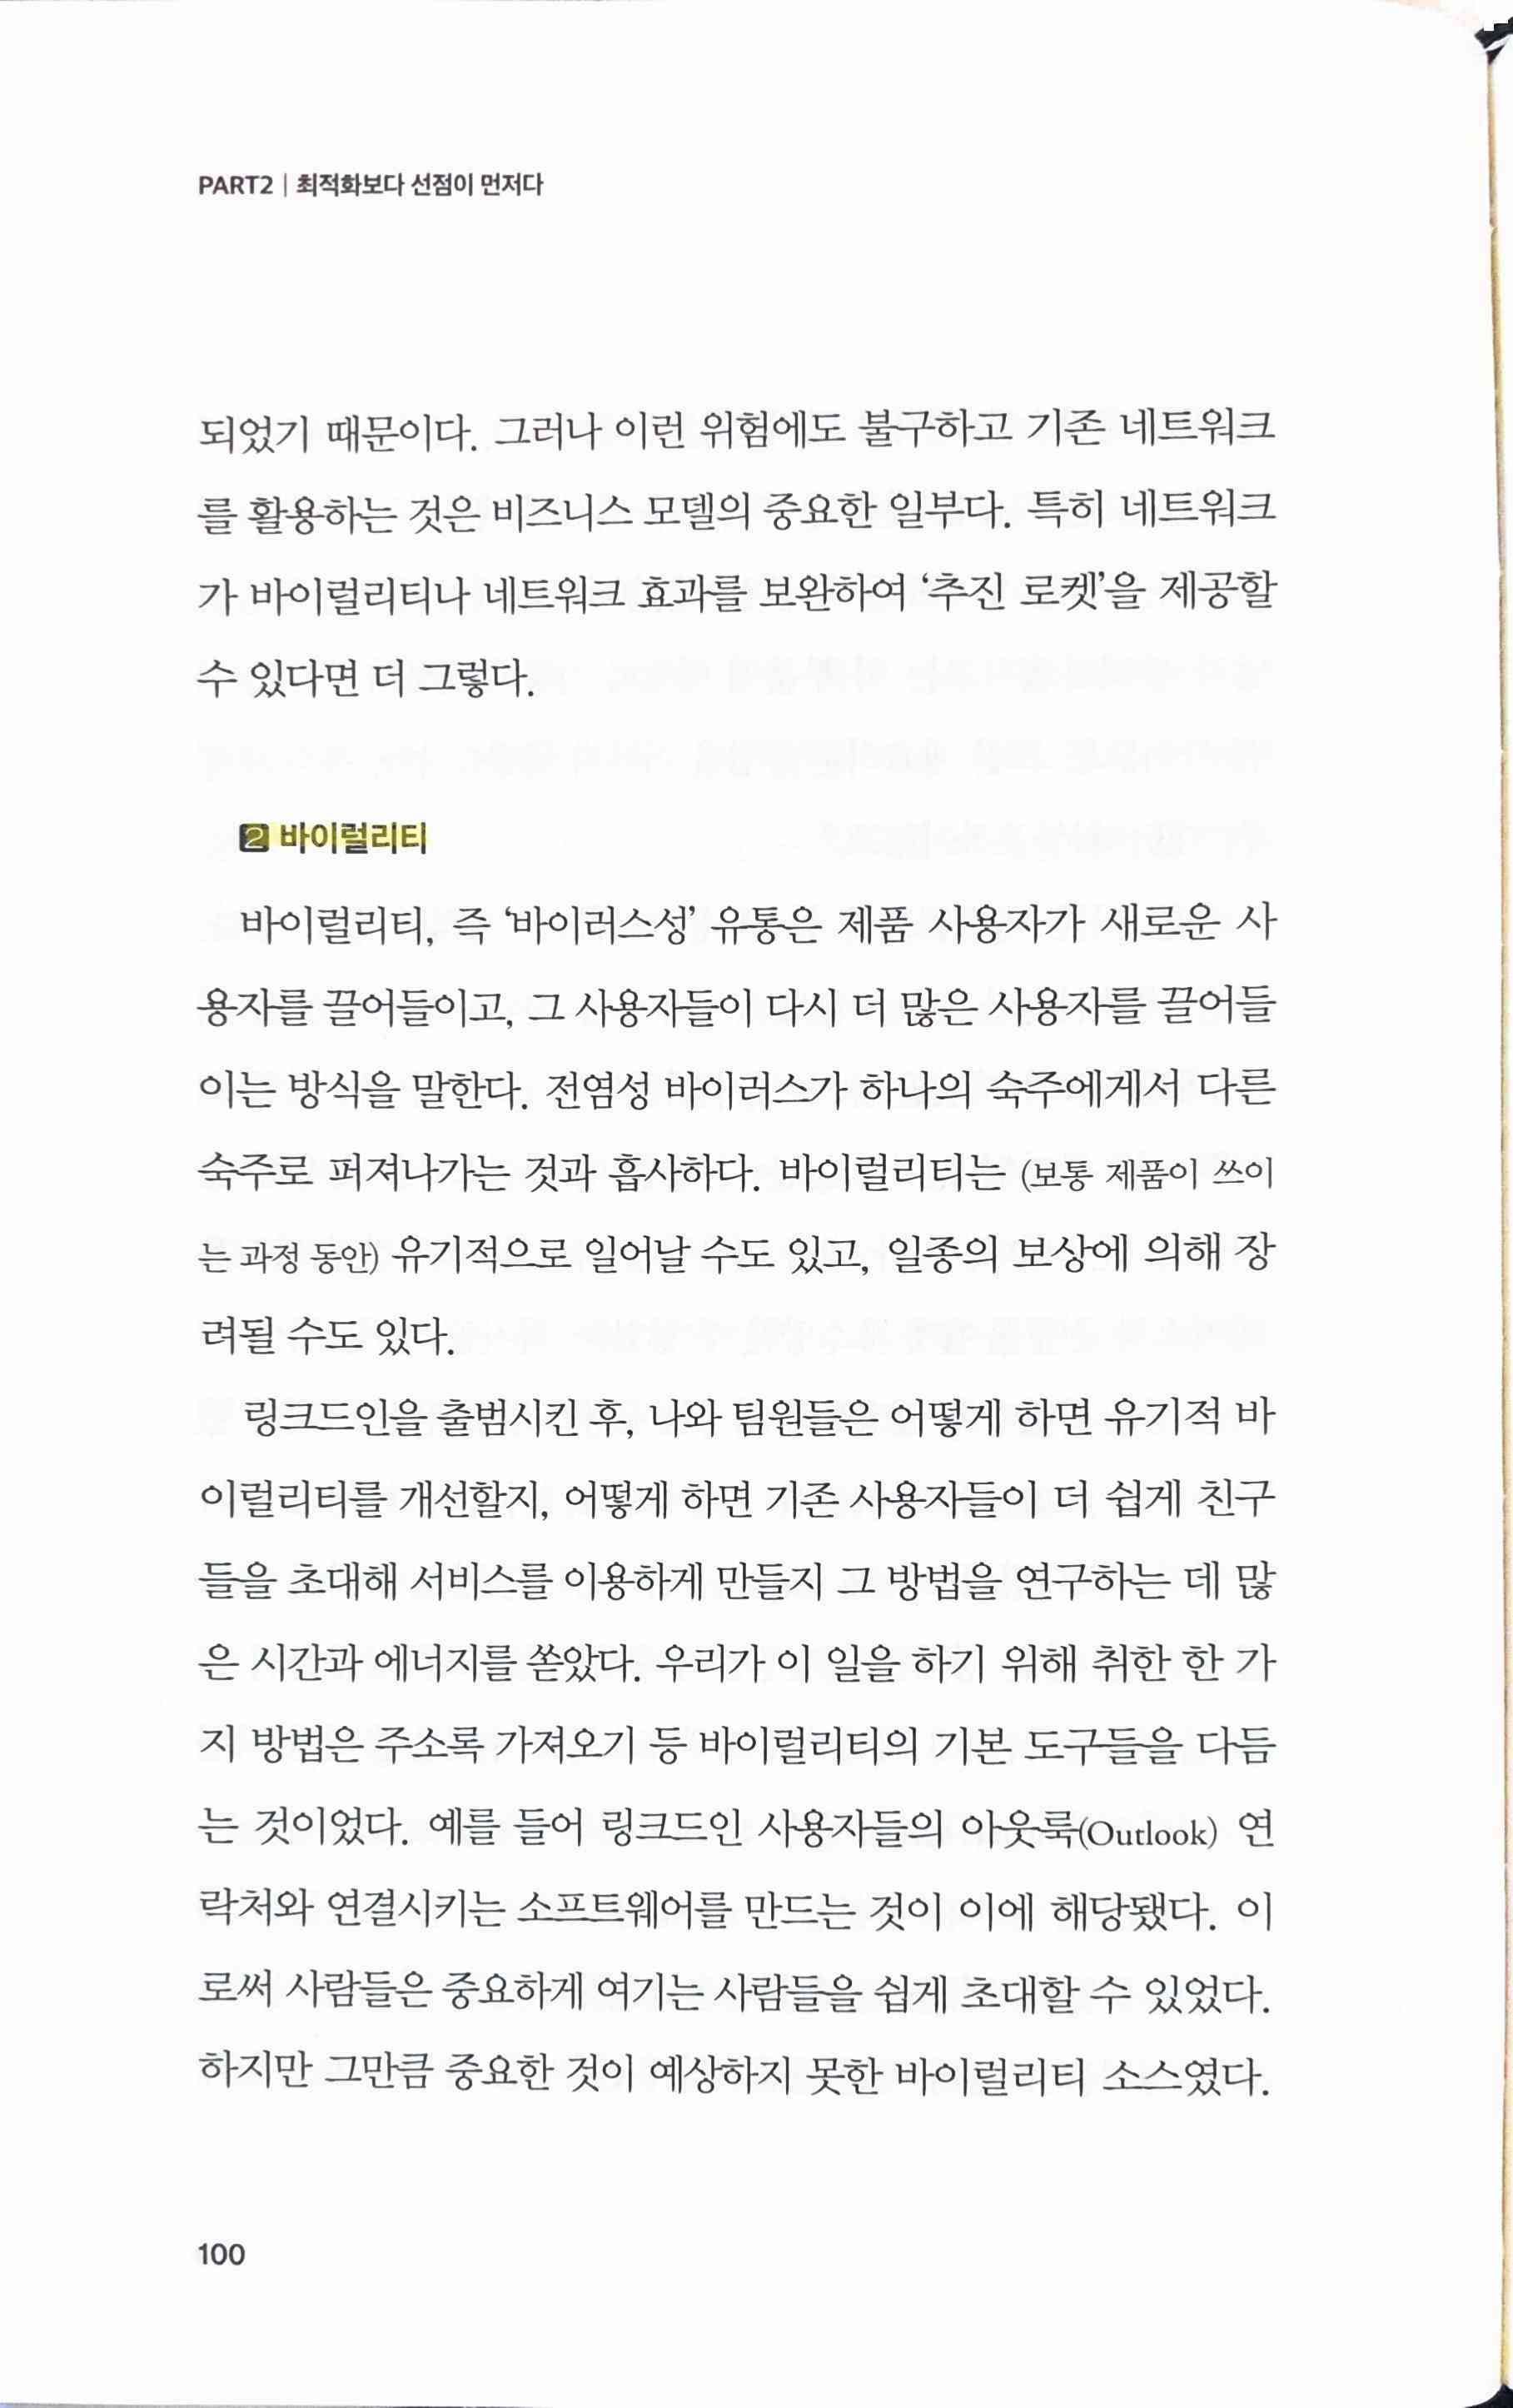 PART2 | 최적화보다 선점이 먼저다
되었기 때문이다. 그러나 이런 위험에도 불구하고 기존 네트워크
를 활용하는 것은 비즈니스 모델의 중요한 일부다. 특히 네트워크
가 바이럴리티나 네트워크 효과를 보완하여 ‘추진 로켓’을 제공할
수 있다면 더 그렇다.
2 바이럴리티
바이럴리티, 즉 ‘바이러스성’ 유통은 제품 사용자가 새로운 사
용자를 끌어들이고, 그 사용자들이 다시 더 많은 사용자를 끌어들
이는 방식을 말한다. 전염성 바이러스가 하나의 숙주에게서 다른
숙주로 퍼져나가는 것과 흡사하다. 바이럴리티는 (보통 제품이 쓰이
는 과정 동안) 유기적으로 일어날 수도 있고, 일종의 보상에 의해 장
려될 수도 있다.
링크드인을 출범시킨 후, 나와 팀원들은 어떻게 하면 유기적 바
이럴리티를 개선할지, 어떻게 하면 기존 사용자들이 더 쉽게 친구
들을 초대해 서비스를 이용하게 만들지 그 방법을 연구하는 데 많
은 시간과 에너지를 쏟았다. 우리가 이 일을 하기 위해 취한 한 가
지 방법은 주소록 가져오기 등 바이럴리티의 기본 도구들을 다듬
는 것이었다. 예를 들어 링크드인 사용자들의 아웃룩(Outlook) 연
락처와 연결시키는 소프트웨어를 만드는 것이 이에 해당됐다. 이
로써 사람들은 중요하게 여기는 사람들을 쉽게 초대할 수 있었다.
하지만 그만큼 중요한 것이 예상하지 못한 바이럴리티 소스였다.
100